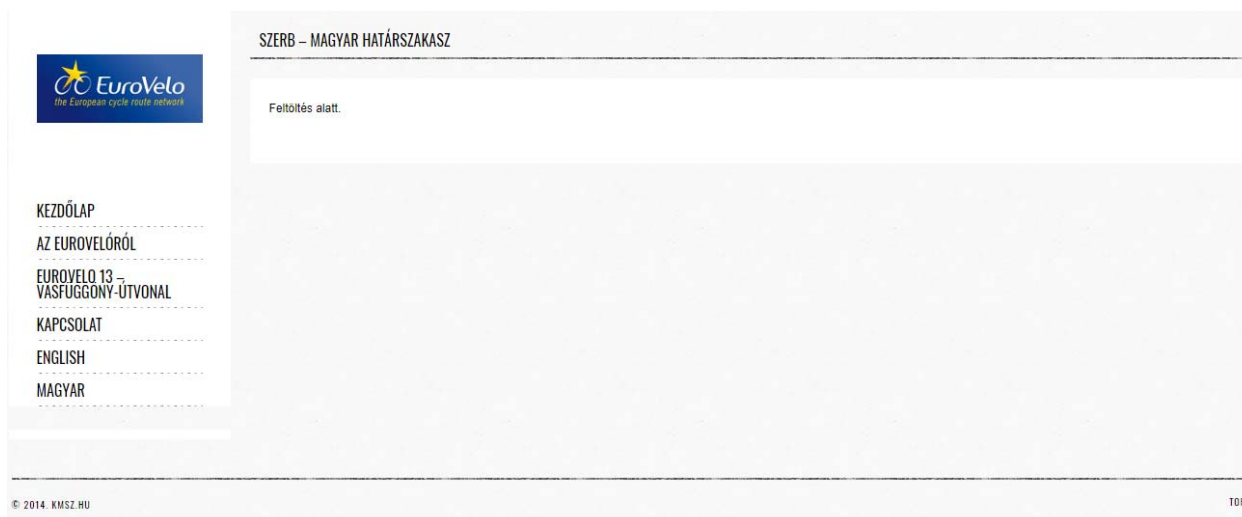 SZERB – MAGYAR HATÁRSZAKASZ
EuroVelo
the European cycle route network
Feltöltés alatt.
KEZDŐLAP
AZ EUROVELÓRÓL
EUROVELO 13 –
VASFÜGGÖNY-ÚTVONAL
KAPCSOLAT
ENGLISH
MAGYAR
© 2014. KMSZ.HU